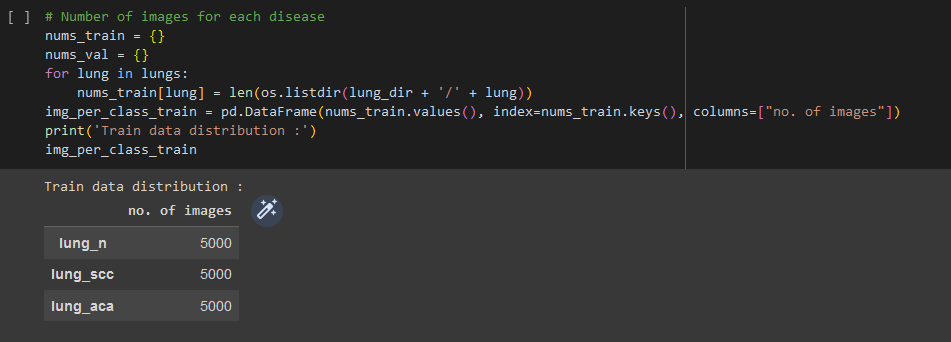 [ ] # Number of images for each disease
nums_train = {}
nums_val = {}
for lung in lungs:
    nums_train[lung] = len(os.listdir(lung_dir + '/' + lung))
img_per_class_train = pd.DataFrame(nums_train.values(), index=nums_train.keys(), columns=["no. of images"])
print('Train data distribution :')
img_per_class_train
Train data distribution :
no. of images
lung_n 5000
lung_scc 5000
lung_aca 5000